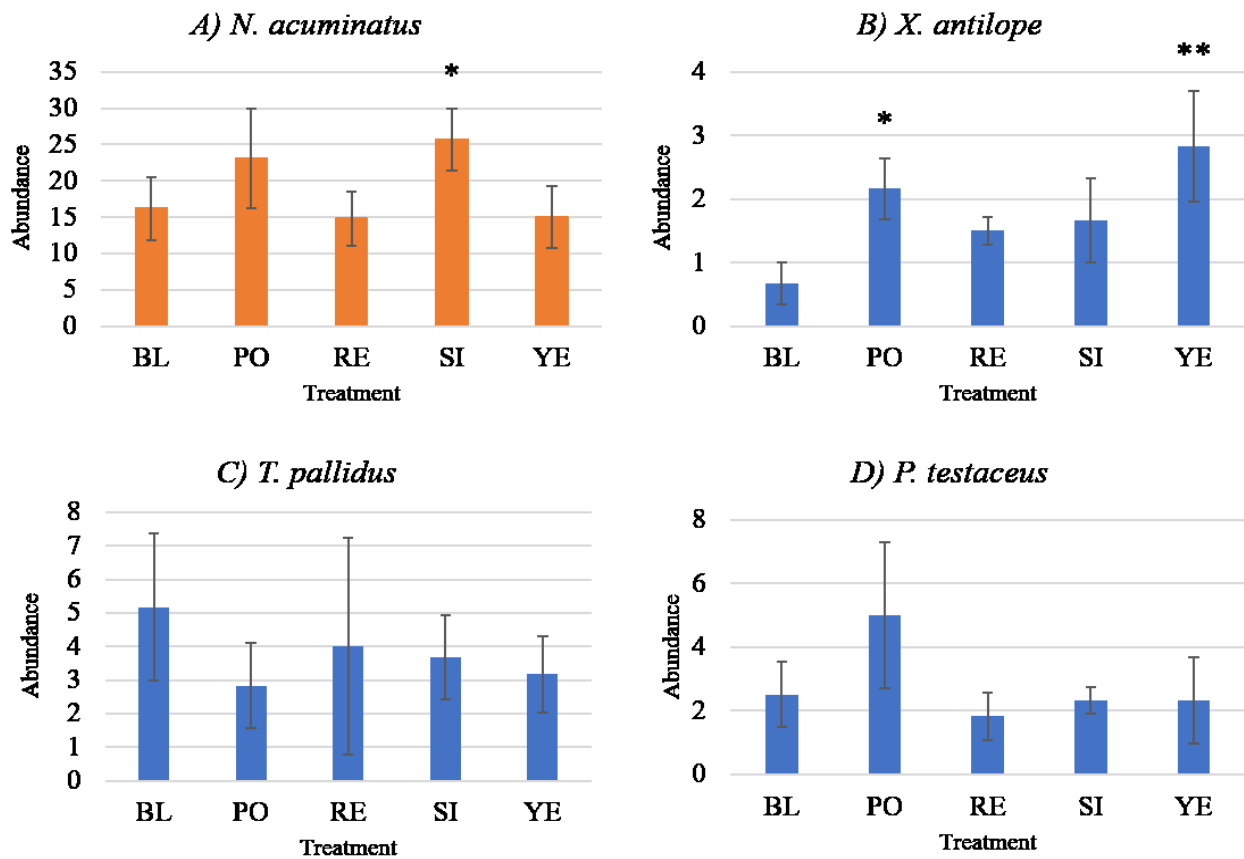 A) N. acuminatus
*
35
30
25
20
15
10
5
0
Abundance
BL PO RE SI YE
Treatment
B) X. antilope
**
*
4
3
2
1
0
Abundance
BL PO RE SI YE
Treatment
C) T. pallidus
8
7
6
5
4
3
2
1
0
Abundance
BL PO RE SI YE
Treatment
D) P. testaceus
8
6
4
2
0
Abundance
BL PO RE SI YE
Treatment